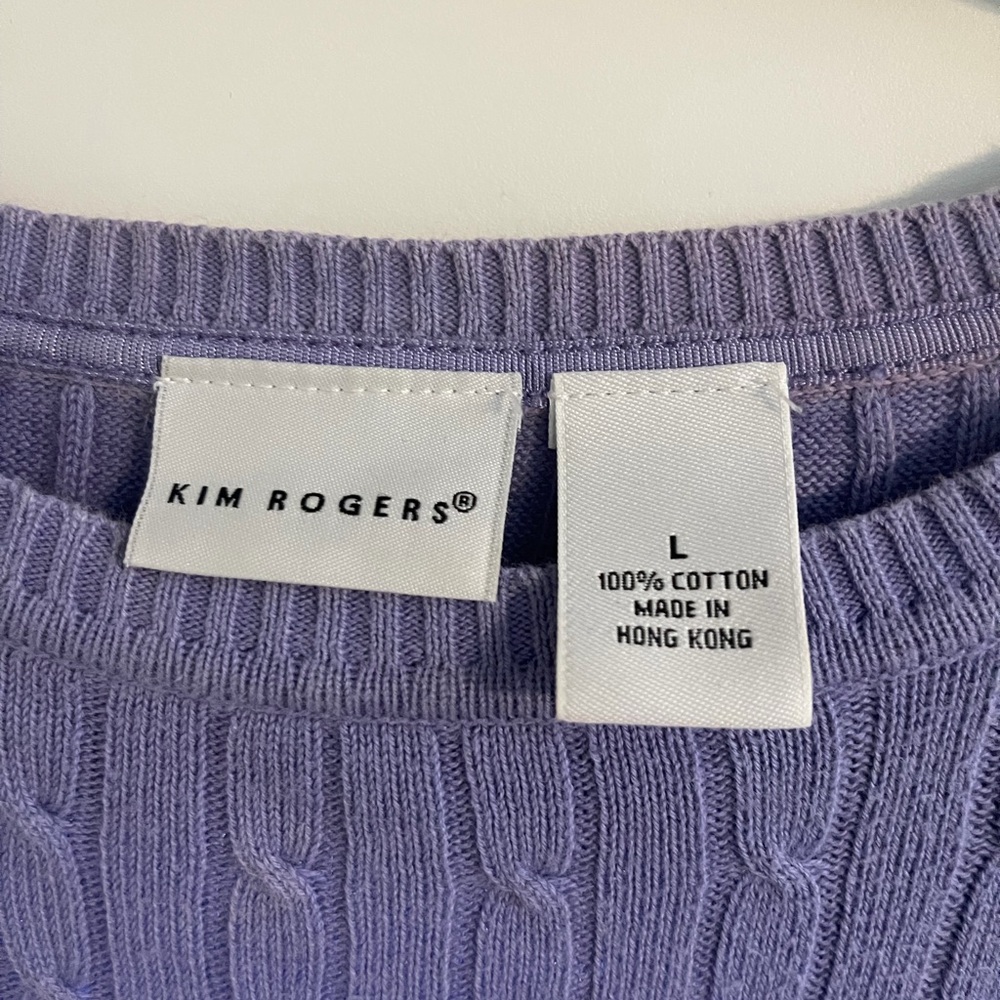 KIM ROGERS®
L
100% COTTON
MADE IN
HONG KONG